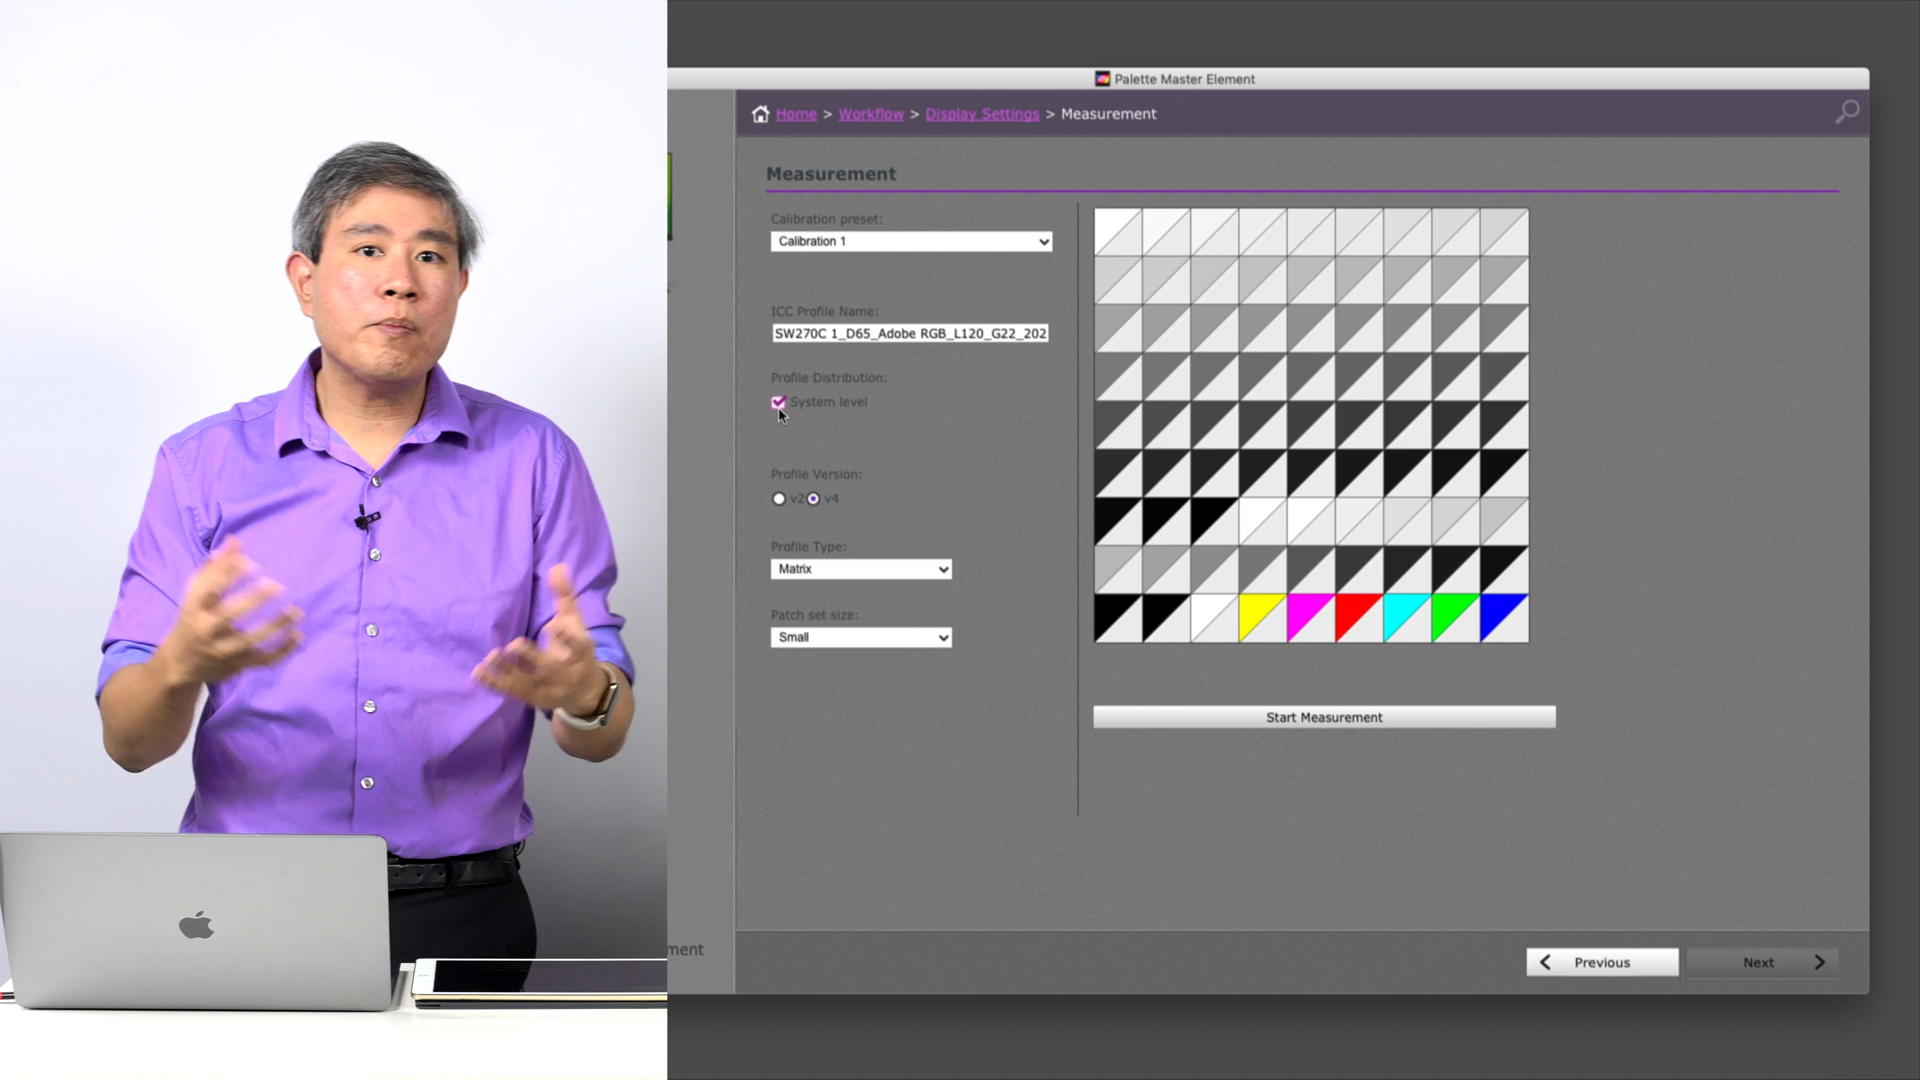 Palette Master Element
Home > Workflow > Display Settings > Measurement
Measurement
Calibration preset:
Calibration 1
ICC Profile Name:
SW270C 1_D65_Adobe RGB_L120_G22_202
Profile Distribution:
System level
Profile Version:
v2 v4
Profile Type:
Matrix
Patch set size:
Small
Start Measurement
ment
Previous
Next